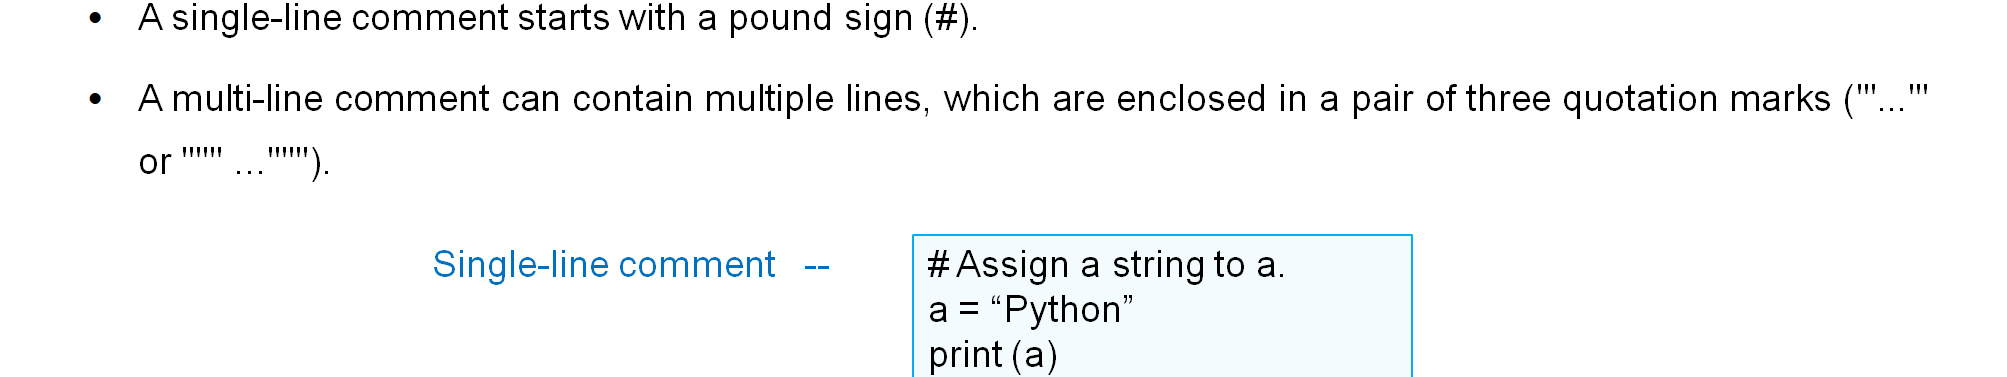 • A single-line comment starts with a pound sign (#).
• A multi-line comment can contain multiple lines, which are enclosed in a pair of three quotation marks ('''...'''
or """ ...""").
Single-line comment --
# Assign a string to a.
a = “Python”
print (a)